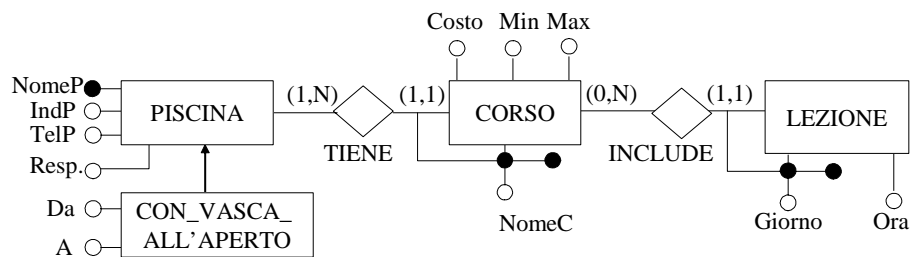 Costo Min Max
NomeP
IndP
TelP
Resp.
PISCINA
(1,N)
TIENE
(1,1)
CORSO
(0,N)
INCLUDE
(1,1)
LEZIONE
NomeC
Giorno
Ora
Da
A
CON_VASCA_
ALL'APERTO